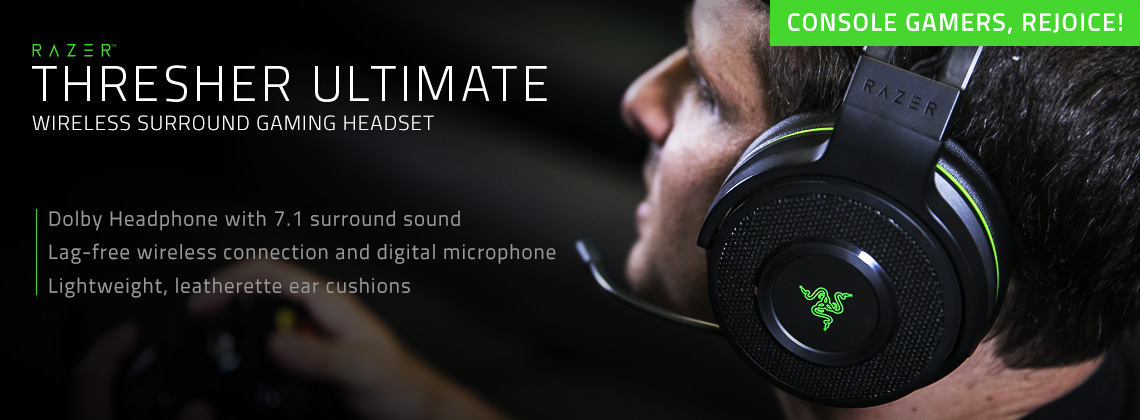 CONSOLE GAMERS, REJOICE!
RAZER™
THRESHER ULTIMATE
WIRELESS SURROUND GAMING HEADSET
Dolby Headphone with 7.1 surround sound
Lag-free wireless connection and digital microphone
Lightweight, leatherette ear cushions
RAZER